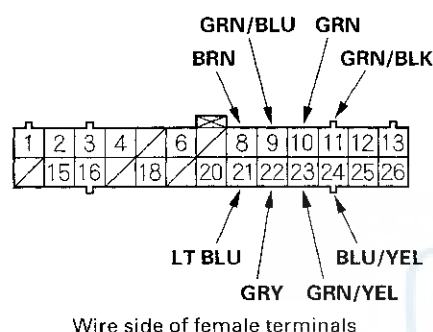 GRN/BLU GRN
BRN GRN/BLK
1 2 3 4 6 8 9 10 11 12 13
15 16 18 20 21 22 23 24 25 26
LT BLU BLU/YEL
GRY GRN/YEL
Wire side of female terminals